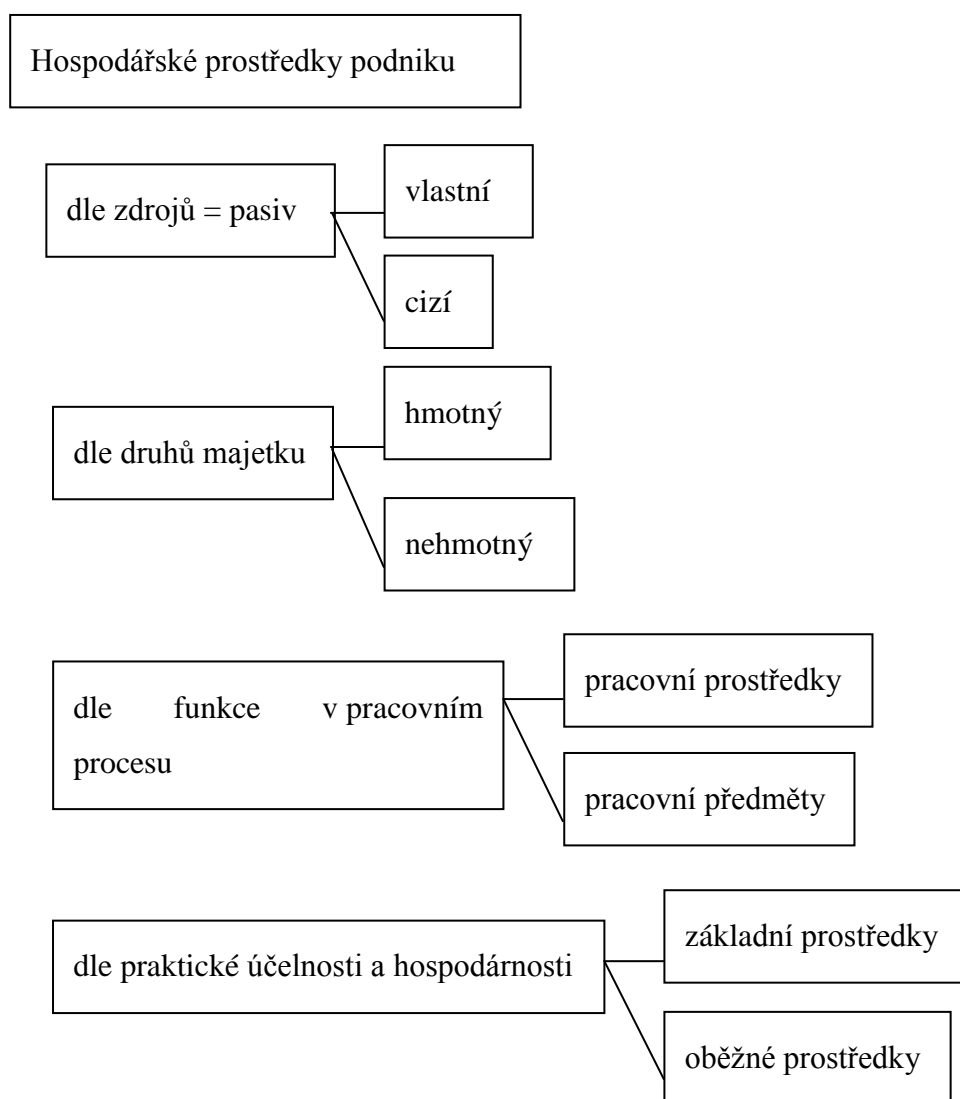 Hospodářské prostředky podniku
vlastní
dle zdrojů = pasiv
cizí
hmotný
dle druhů majetku
nehmotný
pracovní prostředky
dle funkce v pracovním
procesu
pracovní předměty
základní prostředky
dle praktické účelnosti a hospodárnosti
oběžné prostředky